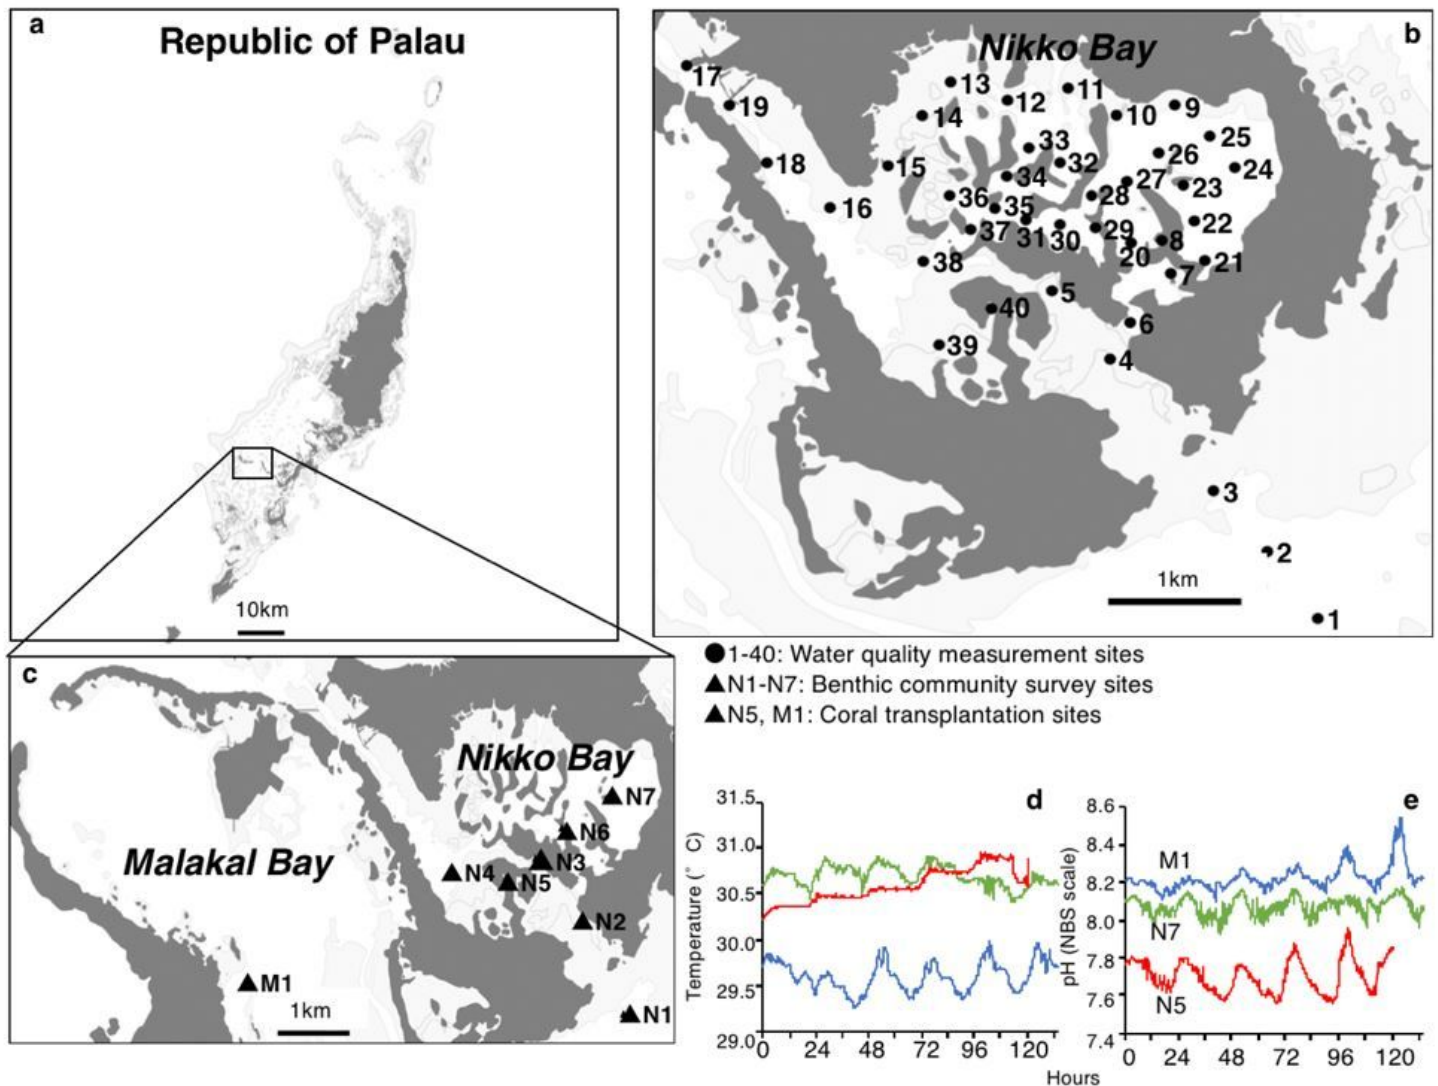 a
Republic of Palau
10km
b
Nikko Bay
17
19
18
16
13
14
12
11
15
10
9
33
32
34
25
26
24
27
23
36
35
28
22
37
31
30
29
20
8
21
7
38
5
40
6
39
4
3
2
1
1km
c
Nikko Bay
Malakal Bay
N7
N6
N3
N4
N5
N2
M1
N1
1km
1-40: Water quality measurement sites
N1-N7: Benthic community survey sites
N5, M1: Coral transplantation sites
d
Temperature (° C)
31.5
31.0
30.5
30.0
29.5
29.0
0 24 48 72 96 120
e
pH (NBS scale)
8.6
8.4
8.2
8.0
7.8
7.6
7.4
M1
N7
N5
0 24 48 72 96 120
Hours